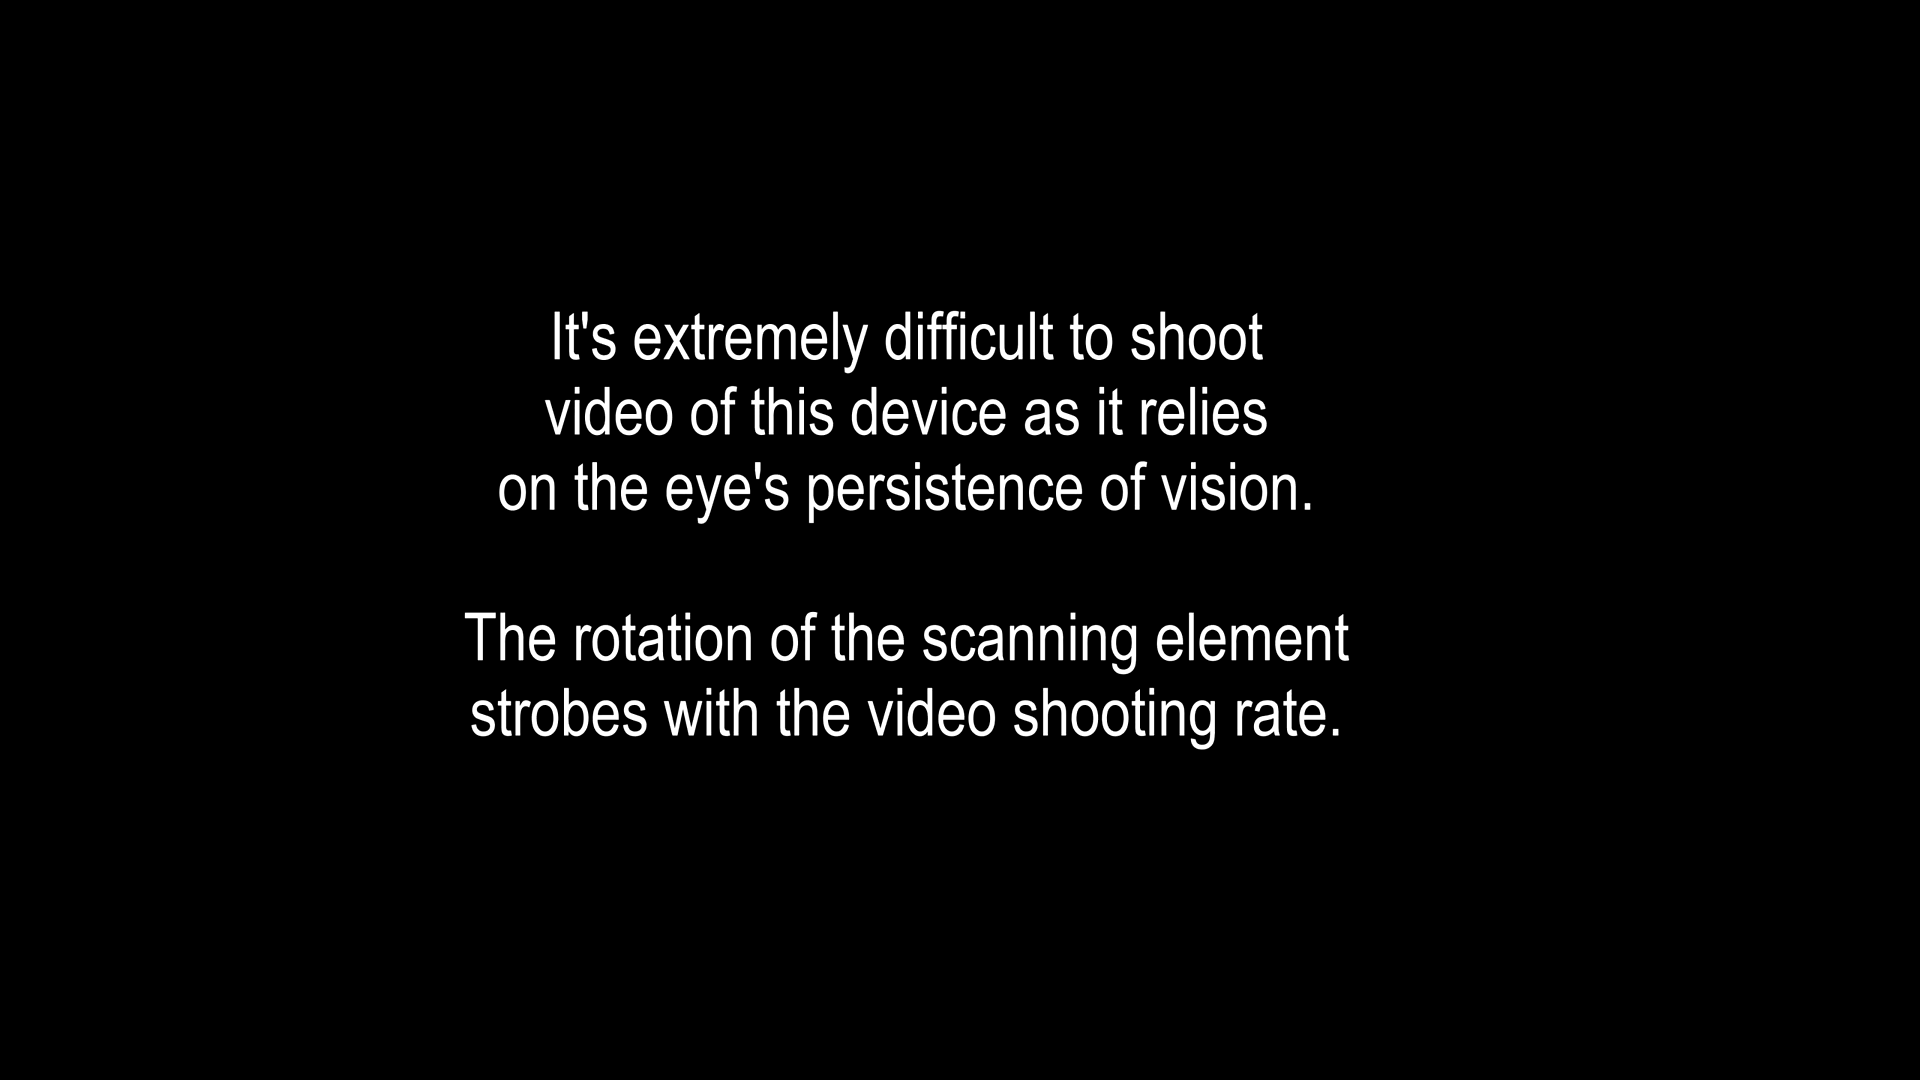 It's extremely difficult to shoot
video of this device as it relies
on the eye's persistence of vision.
The rotation of the scanning element
strobes with the video shooting rate.